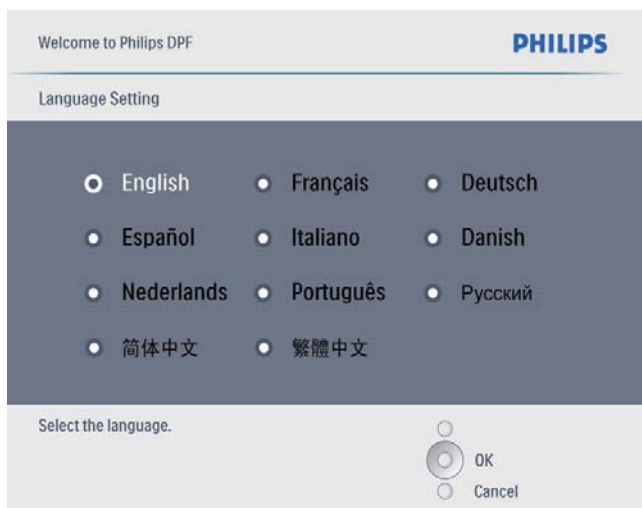 Welcome to Philips DPF
PHILIPS
Language Setting
English Français Deutsch
Español Italiano Danish
Nederlands Português Русский
简体中文 繁體中文
Select the language.
OK
Cancel